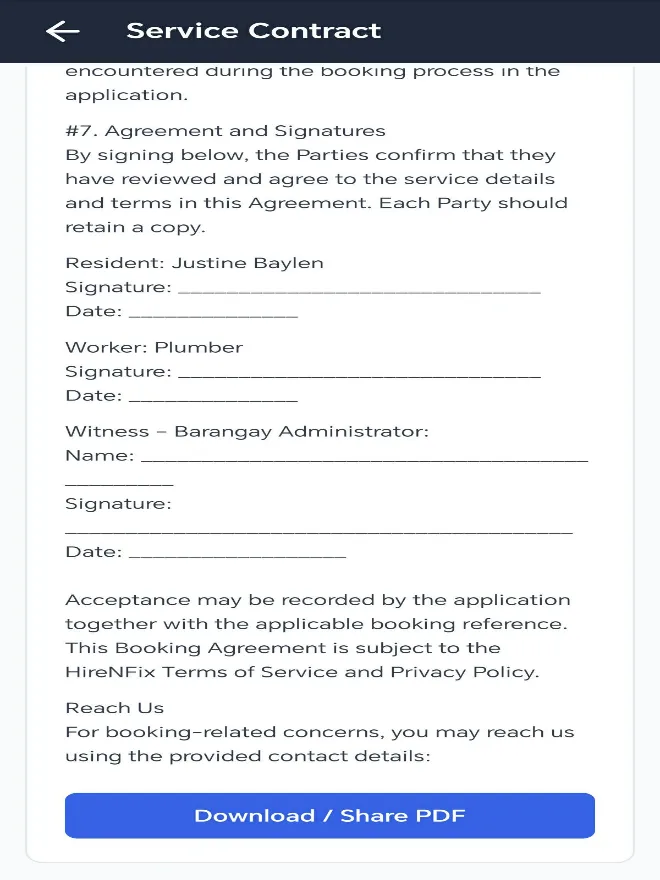 Service Contract
encountered during the booking process in the
application.
#7. Agreement and Signatures
By signing below, the Parties confirm that they
have reviewed and agree to the service details
and terms in this Agreement. Each Party should
retain a copy.
Resident: Justine Baylen
Signature: ______________________________
Date: ______________
Worker: Plumber
Signature: ______________________________
Date: ______________
Witness – Barangay Administrator:
Name: _____________________________________
_________
Signature:
__________________________________________
Date: __________________
Acceptance may be recorded by the application
together with the applicable booking reference.
This Booking Agreement is subject to the
HireNFix Terms of Service and Privacy Policy.
Reach Us
For booking-related concerns, you may reach us
using the provided contact details:
Download / Share PDF